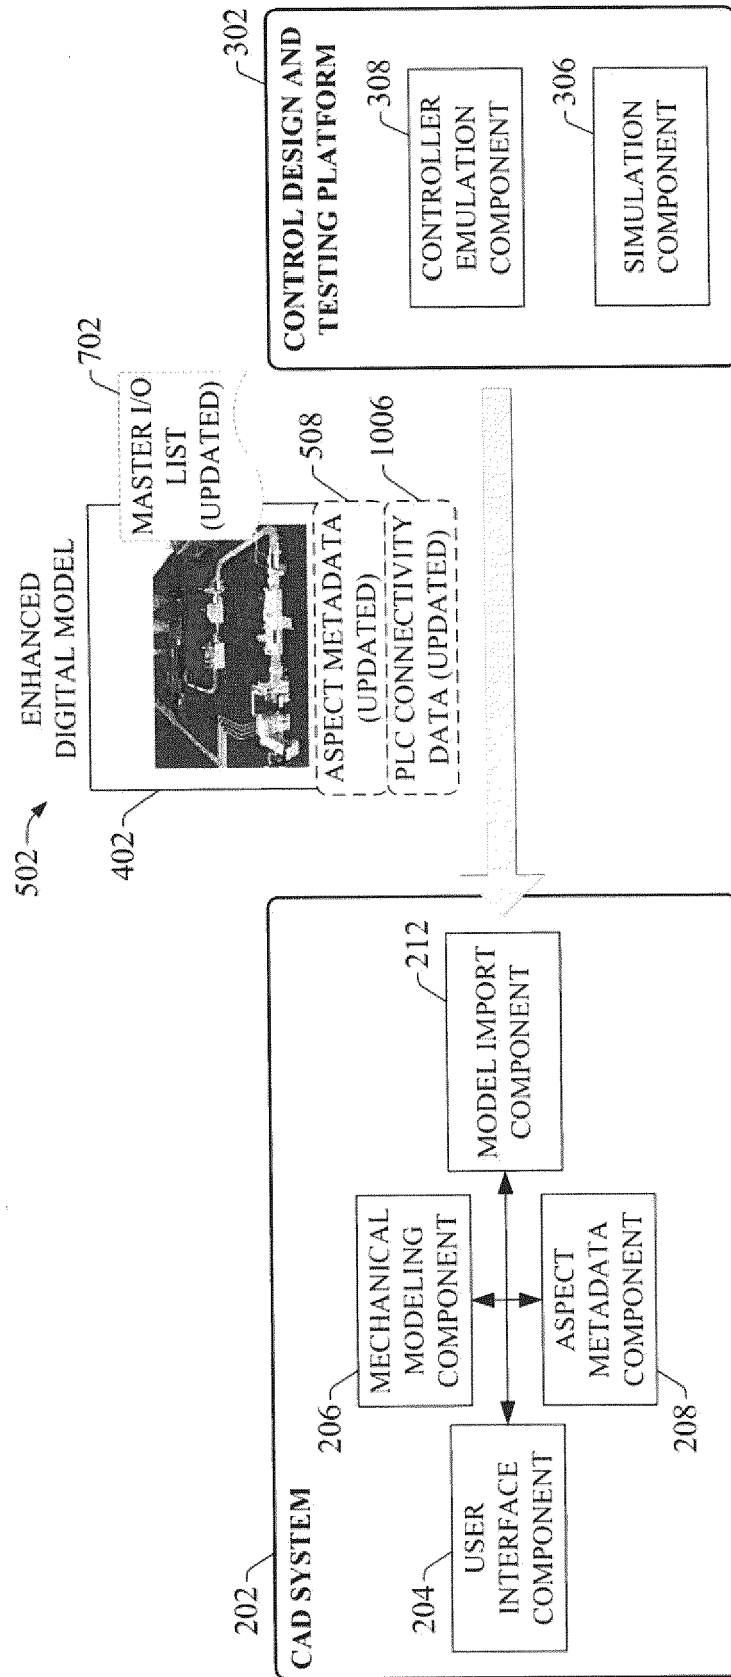 502
ENHANCED
DIGITAL MODEL
402
MASTER I/O
LIST
(UPDATED)
702
ASPECT METADATA
(UPDATED)
508
PLC CONNECTIVITY
DATA (UPDATED)
1006
202
CAD SYSTEM
204
USER
INTERFACE
COMPONENT
206
MECHANICAL
MODELING
COMPONENT
ASPECT
METADATA
COMPONENT
208
212
MODEL IMPORT
COMPONENT
302
CONTROL DESIGN AND
TESTING PLATFORM
308
CONTROLLER
EMULATION
COMPONENT
306
SIMULATION
COMPONENT